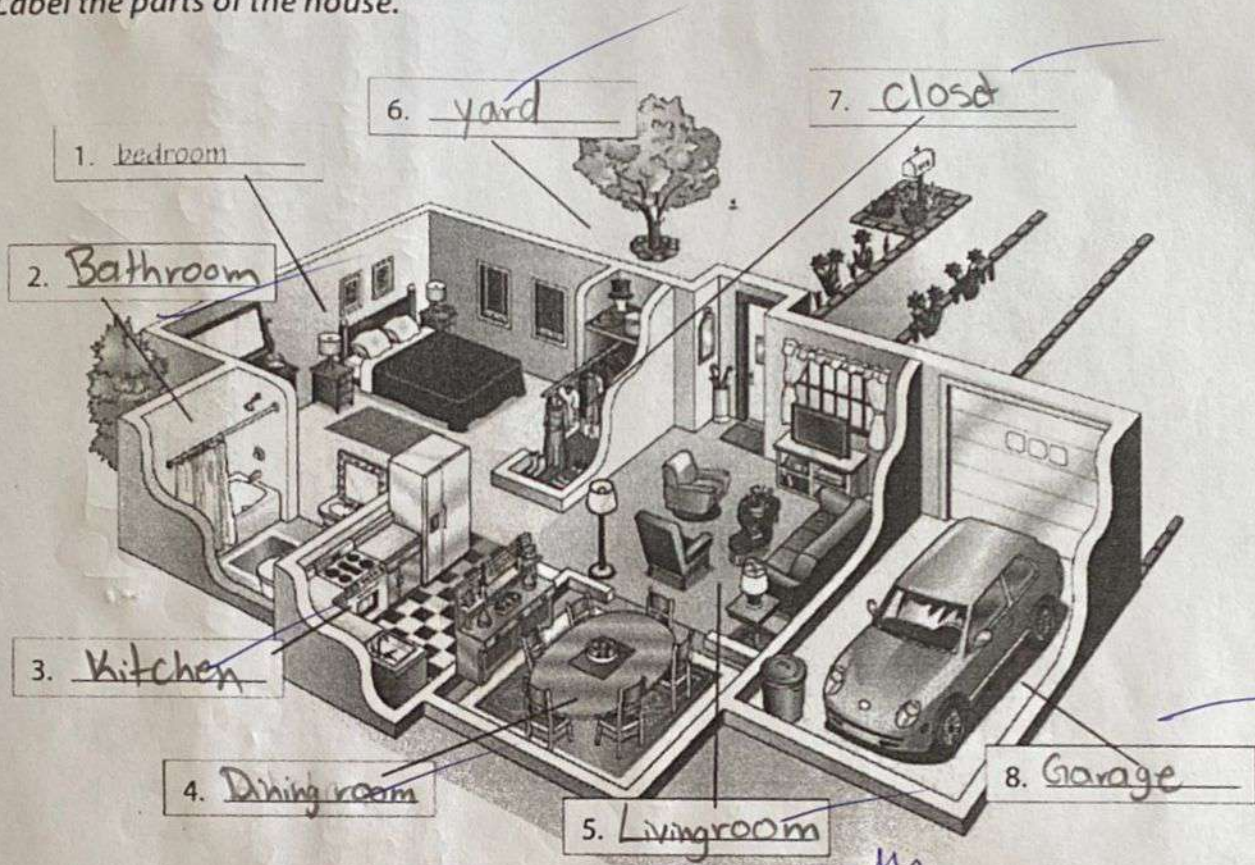 Label the parts of the house.
6. yard
7. closet
1. bedroom
2. Bathroom
3. Kitchen
4. Dining room
5. Livingroom
8. Garage